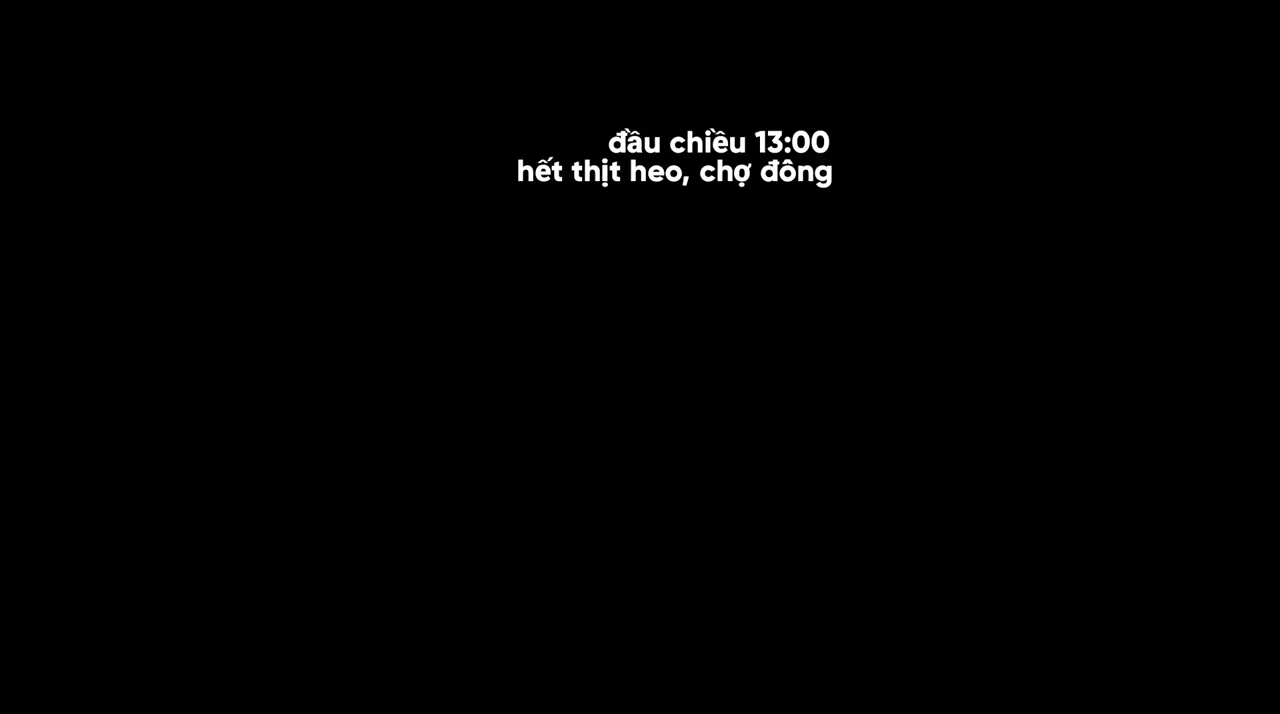 đầu chiều 13:00
hết thịt heo, chợ đông